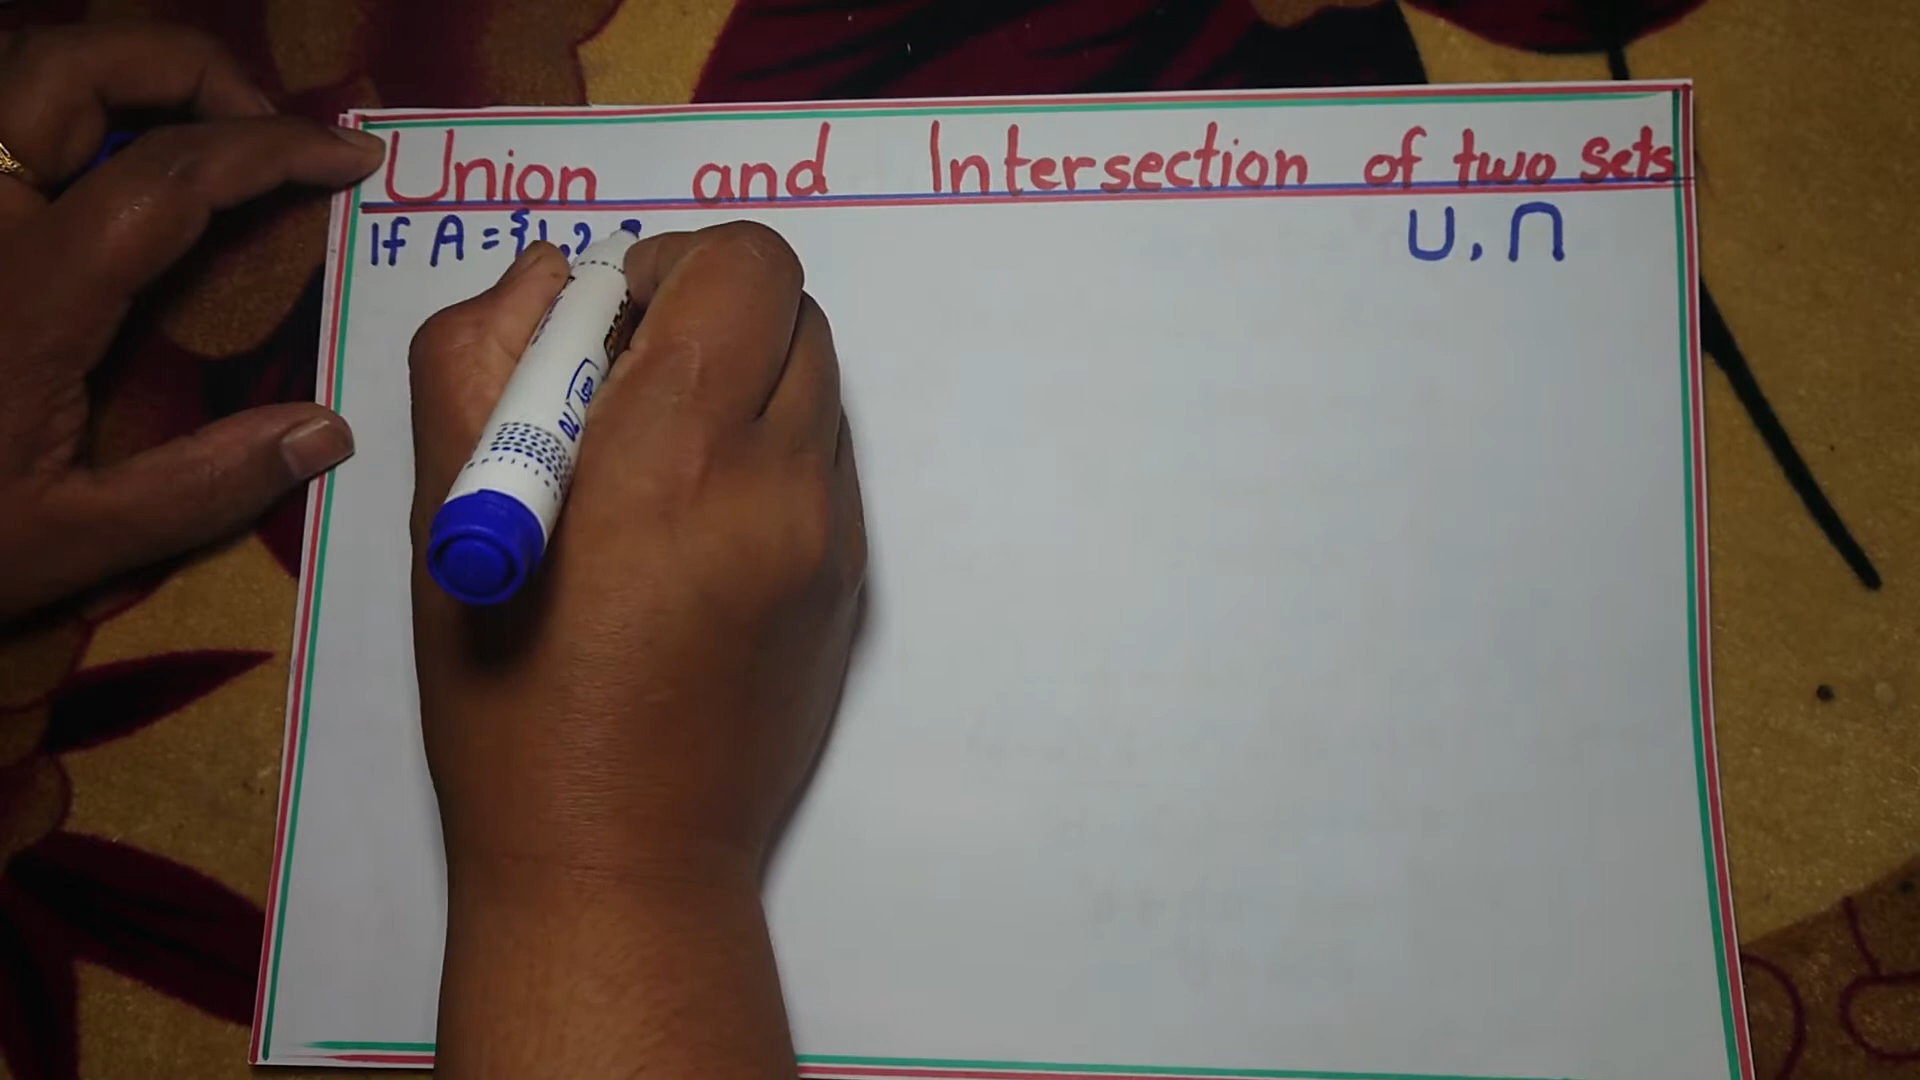 Union and Intersection of two Sets
If A = {1, 2 U, ∩